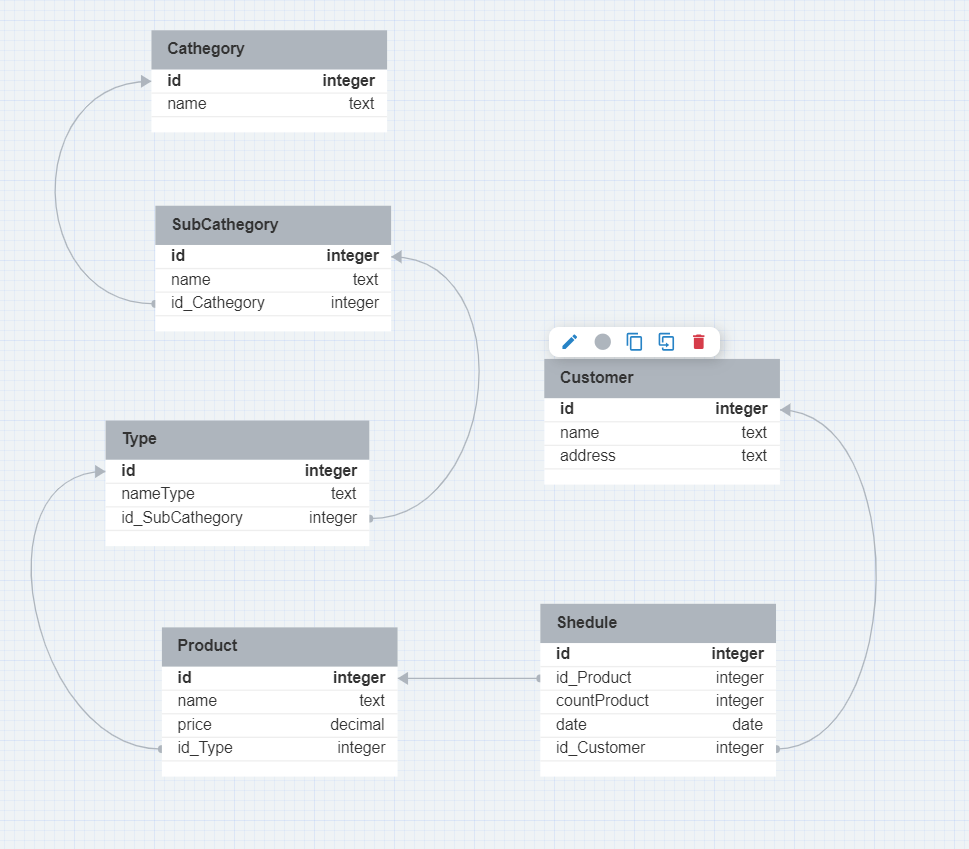 Cathegory
id integer
name text
SubCathegory
id integer
name text
id_Cathegory integer
Customer
id integer
name text
address text
Type
id integer
nameType text
id_SubCathegory integer
Product
id integer
name text
price decimal
id_Type integer
Shedule
id integer
id_Product integer
countProduct integer
date date
id_Customer integer